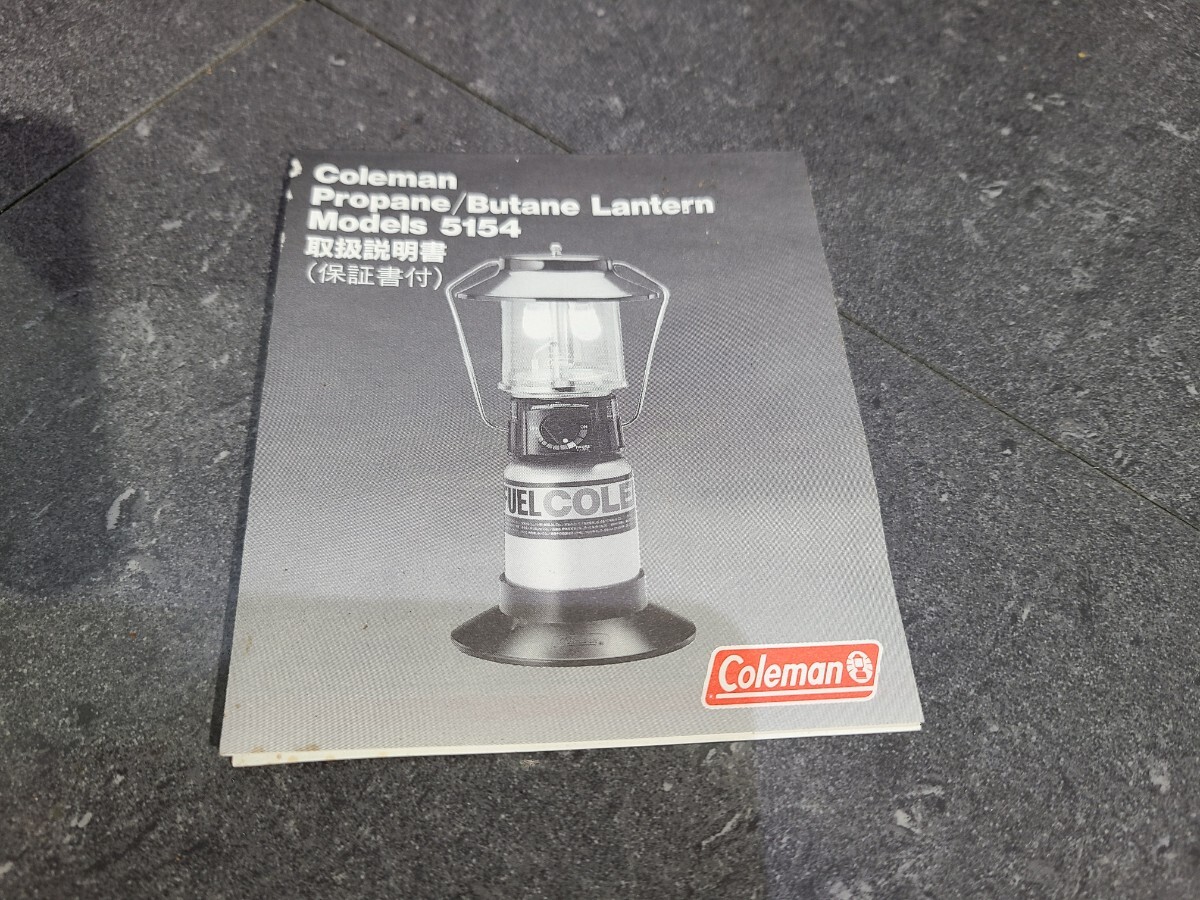 Coleman
Propane/Butane Lantern
Models 5154
取扱説明書
(保証書付)
FUEL COLE
Coleman